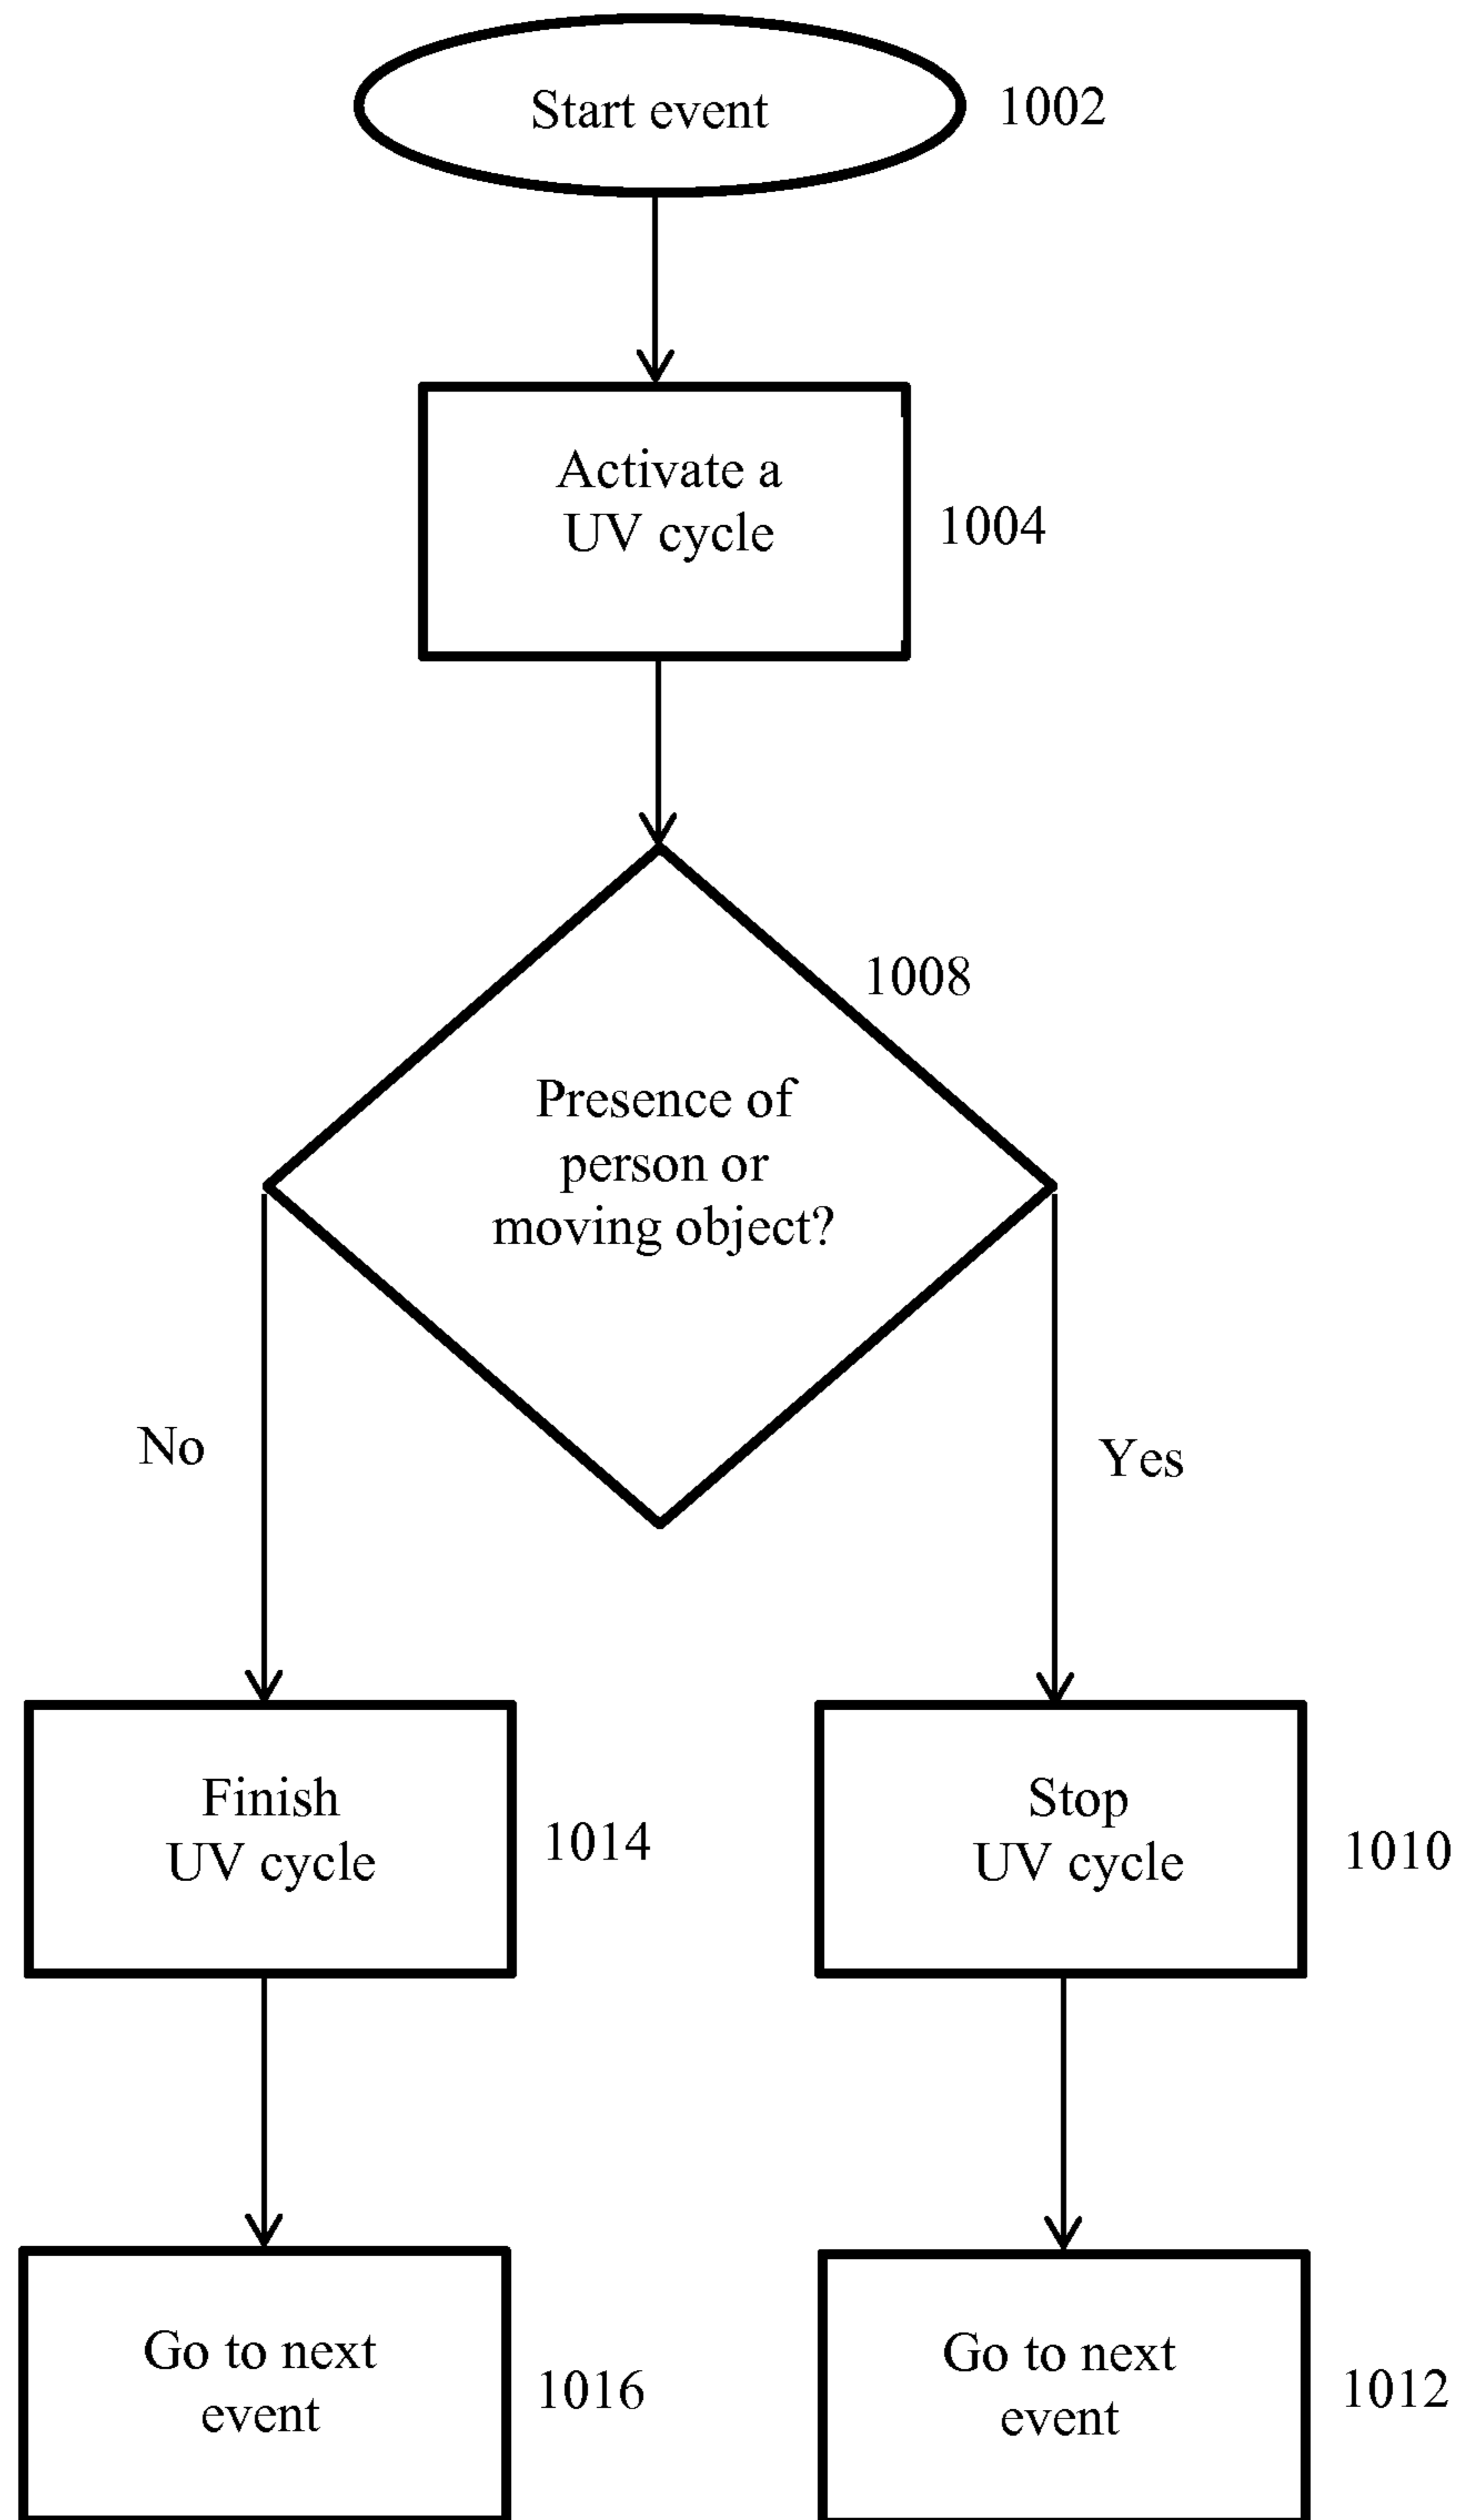 Start event
1002
Activate a
UV cycle
1004
1008
Presence of
person or
moving object?
No
Yes
Finish
UV cycle
1014
Stop
UV cycle
1010
Go to next
event
1016
Go to next
event
1012